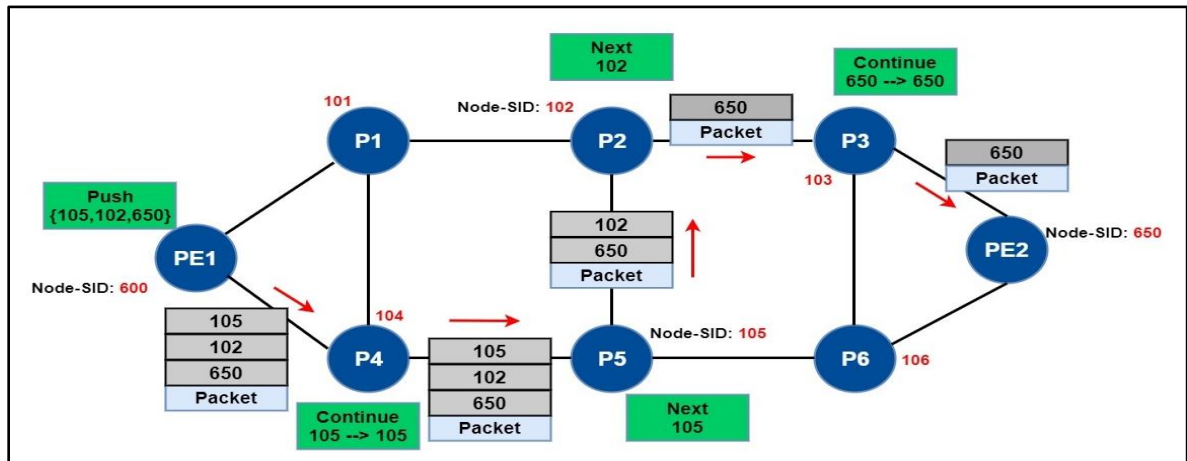 Next
102
Continue
650 --> 650
101
Node-SID: 102
650
Packet
P1
P2
P3
103
650
Packet
Push
{105,102,650}
102
650
Packet
PE1
Node-SID: 650
PE2
Node-SID: 600
104
105
102
650
Packet
P4
105
102
650
Packet
P5
Node-SID: 105
P6
106
Continue
105 --> 105
Next
105